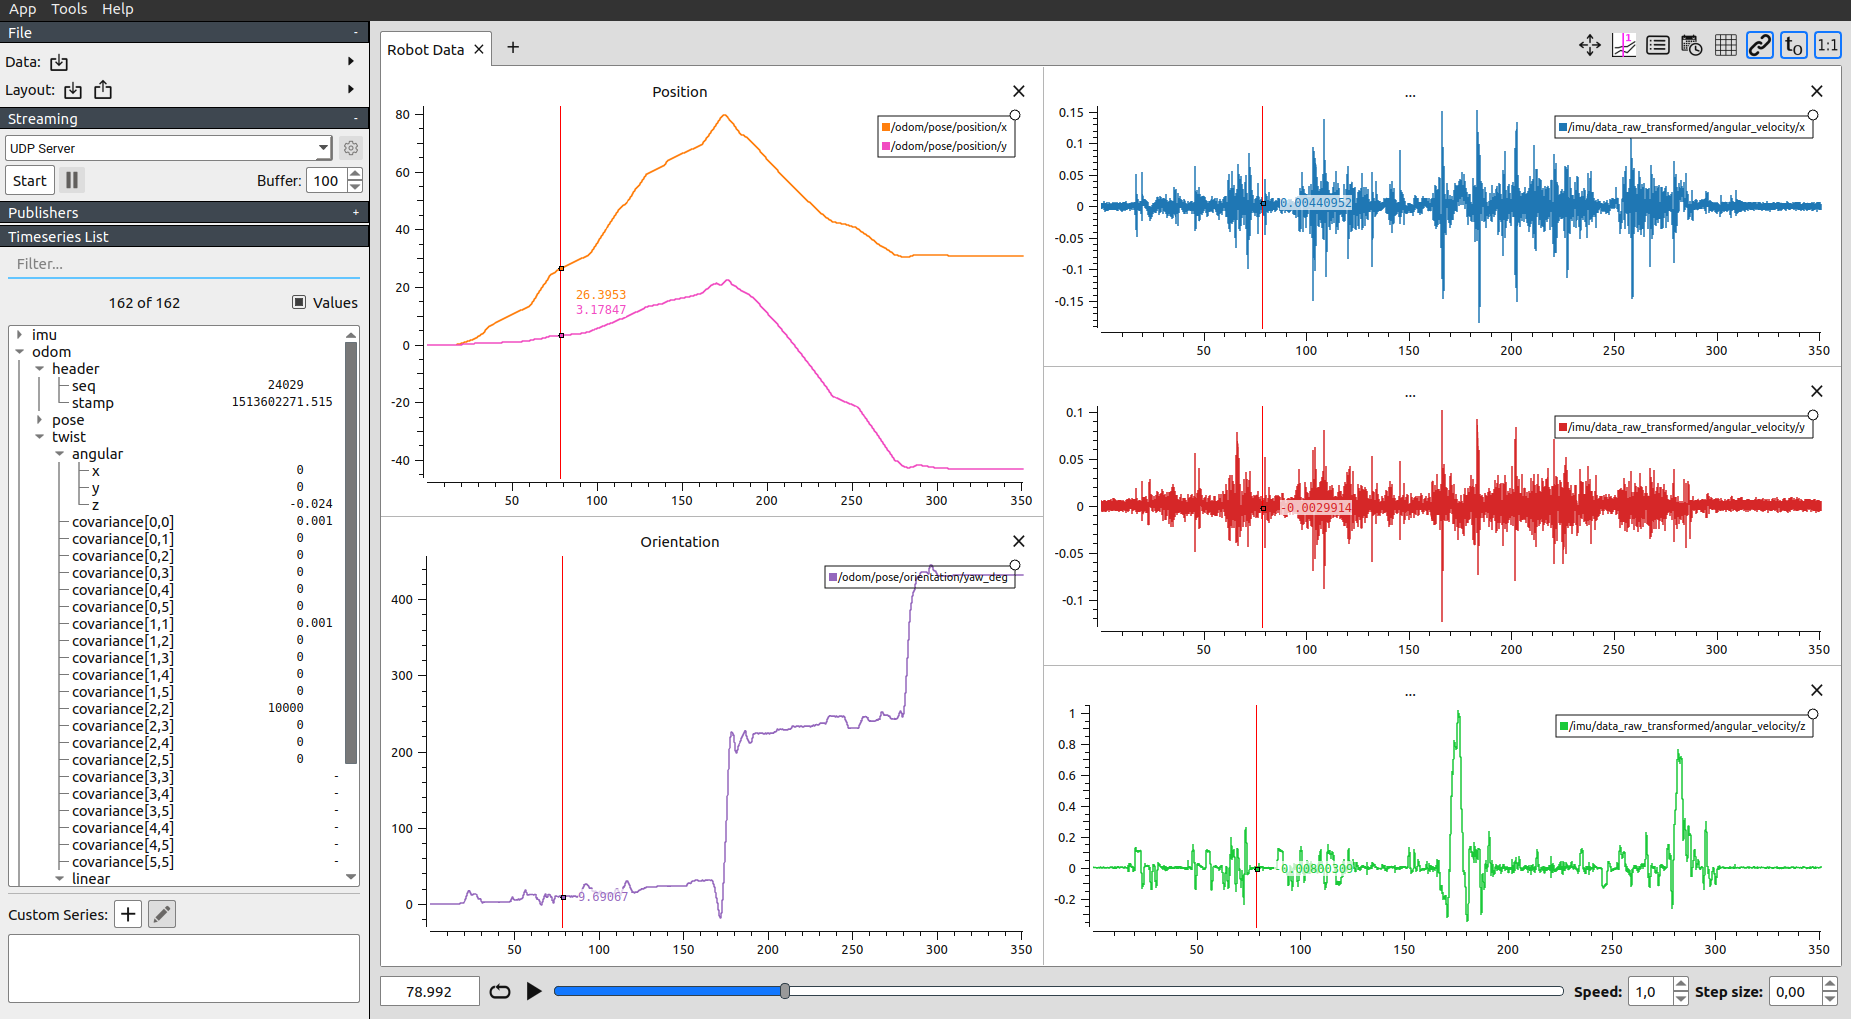 App Tools Help
File -
Data:
Layout:
Streaming -
UDP Server
Start Buffer: 100
Publishers +
Timeseries List
Filter...
162 of 162 Values
imu
odom
header
seq 24029
stamp 1513602271.515
pose
twist
angular
x 0
y 0
z -0.024
covariance[0,0] 0.001
covariance[0,1] 0
covariance[0,2] 0
covariance[0,3] 0
covariance[0,4] 0
covariance[0,5] 0
covariance[1,1] 0.001
covariance[1,2] 0
covariance[1,3] 0
covariance[1,4] 0
covariance[1,5] 0
covariance[2,2] 10000
covariance[2,3] 0
covariance[2,4] 0
covariance[2,5] 0
covariance[3,3] -
covariance[3,4] -
covariance[3,5] -
covariance[4,4] -
covariance[4,5] -
covariance[5,5] -
linear
Custom Series: +
Robot Data × +
1 t0 1:1
Position
/odom/pose/position/x
/odom/pose/position/y
80
60
40
20
0
-20
-40
26.3953
3.17847
50 100 150 200 250 300 350
Orientation
/odom/pose/orientation/yaw_deg
400
300
200
100
0
9.69067
50 100 150 200 250 300 350
...
/imu/data_raw_transformed/angular_velocity/x
0.15
0.1
0.05
0
-0.05
-0.1
-0.15
0.00440952
50 100 150 200 250 300 350
...
/imu/data_raw_transformed/angular_velocity/y
0.1
0.05
0
-0.05
-0.1
-0.0029914
50 100 150 200 250 300 350
...
/imu/data_raw_transformed/angular_velocity/z
1
0.8
0.6
0.4
0.2
0
-0.2
-0.00800309
50 100 150 200 250 300 350
78.992 Speed: 1,0 Step size: 0,00